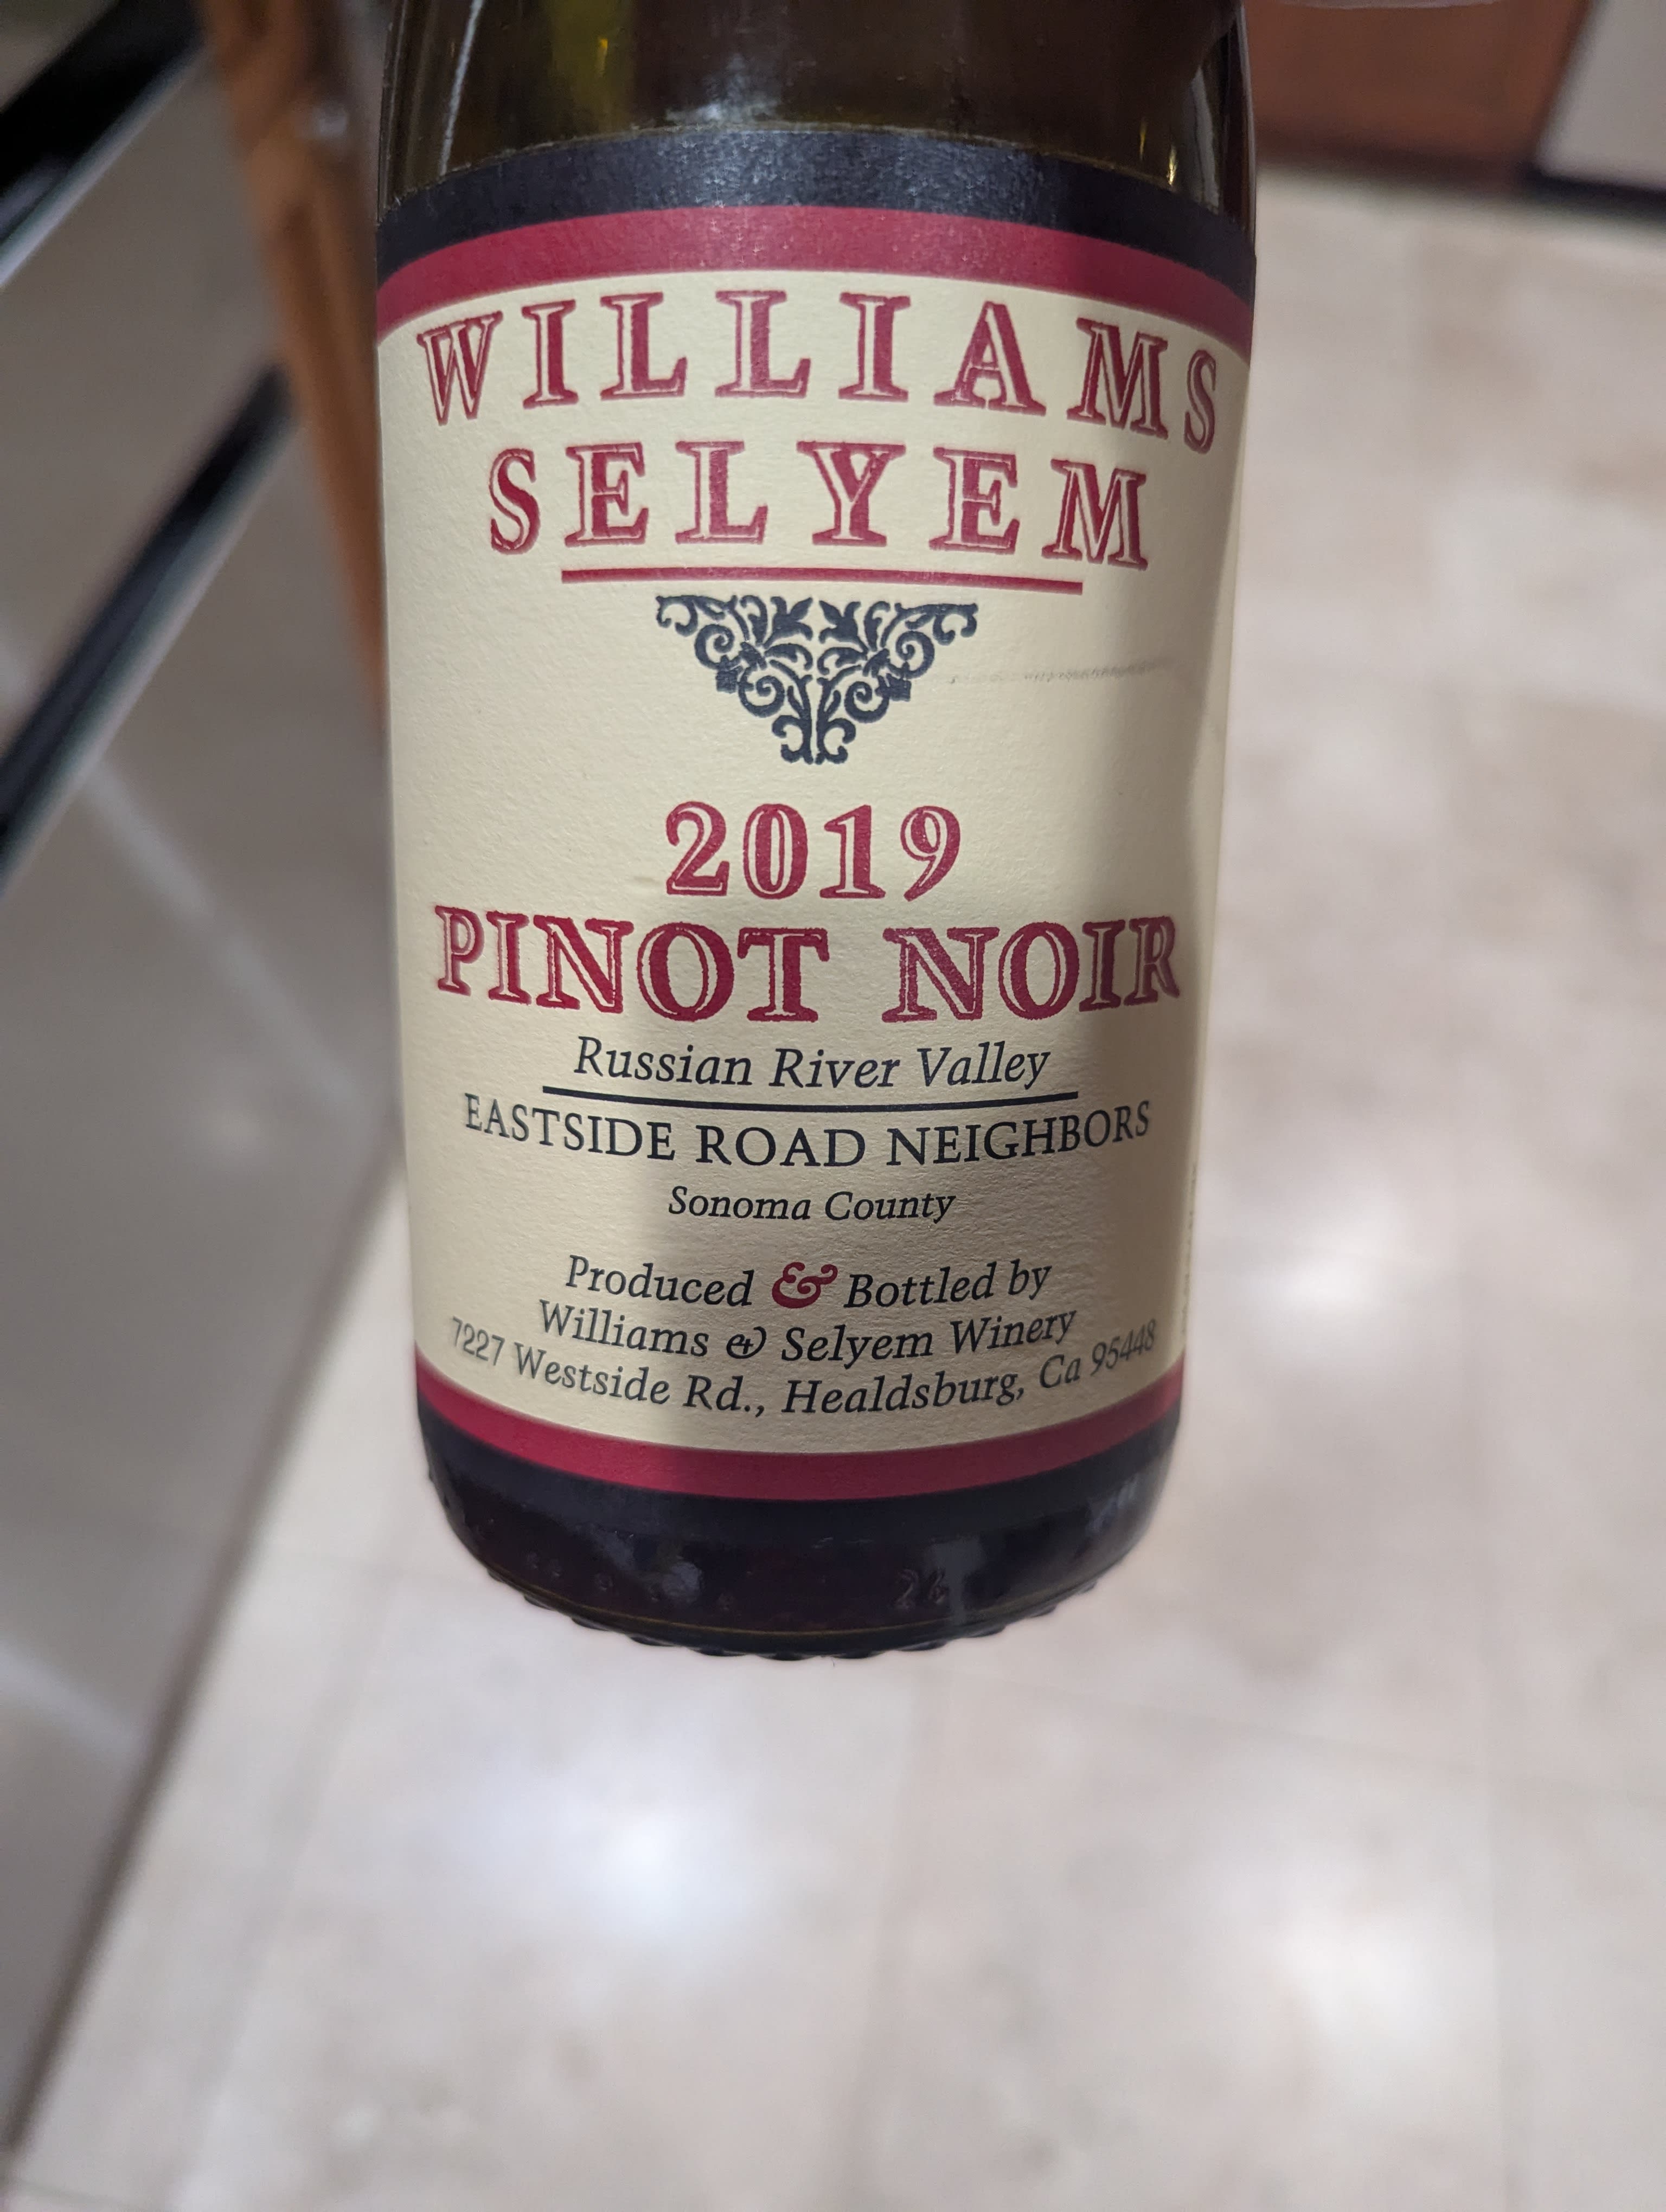 WILLIAMS
SELYEM
2019
PINOT NOIR
Russian River Valley
EASTSIDE ROAD NEIGHBORS
Sonoma County
Produced & Bottled by
Williams & Selyem Winery
7227 Westside Rd., Healdsburg, Ca 95448